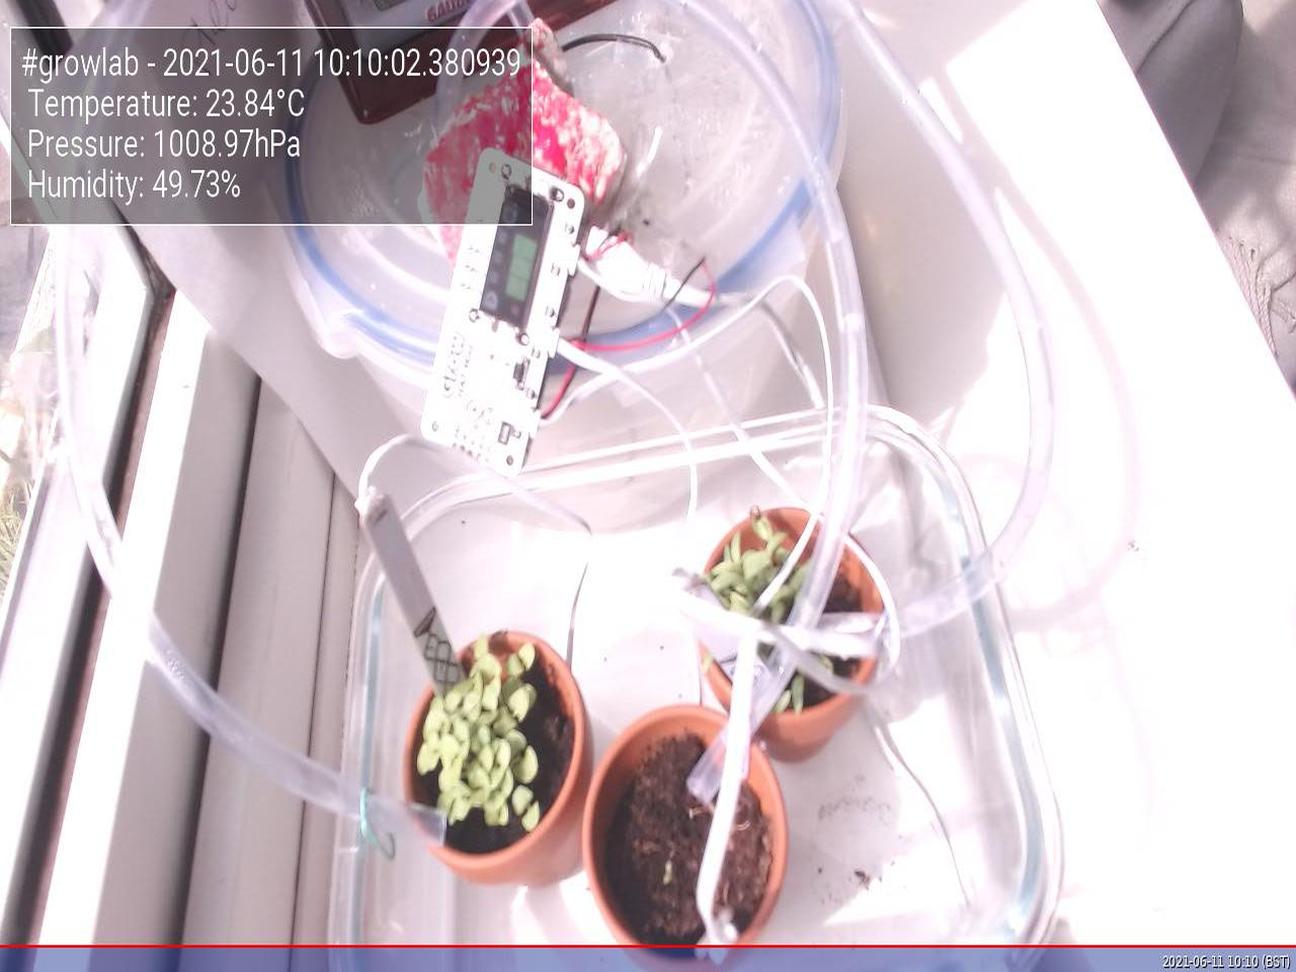 #growlab - 2021-06-11 10:10:02.380939
Temperature: 23.84°C
Pressure: 1008.97hPa
Humidity: 49.73%
2021-06-11 10:10 (BST)